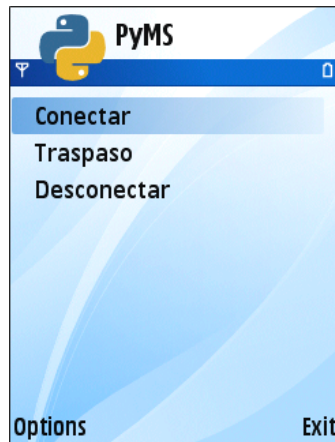 PyMS
Conectar
Traspaso
Desconectar
Options Exit